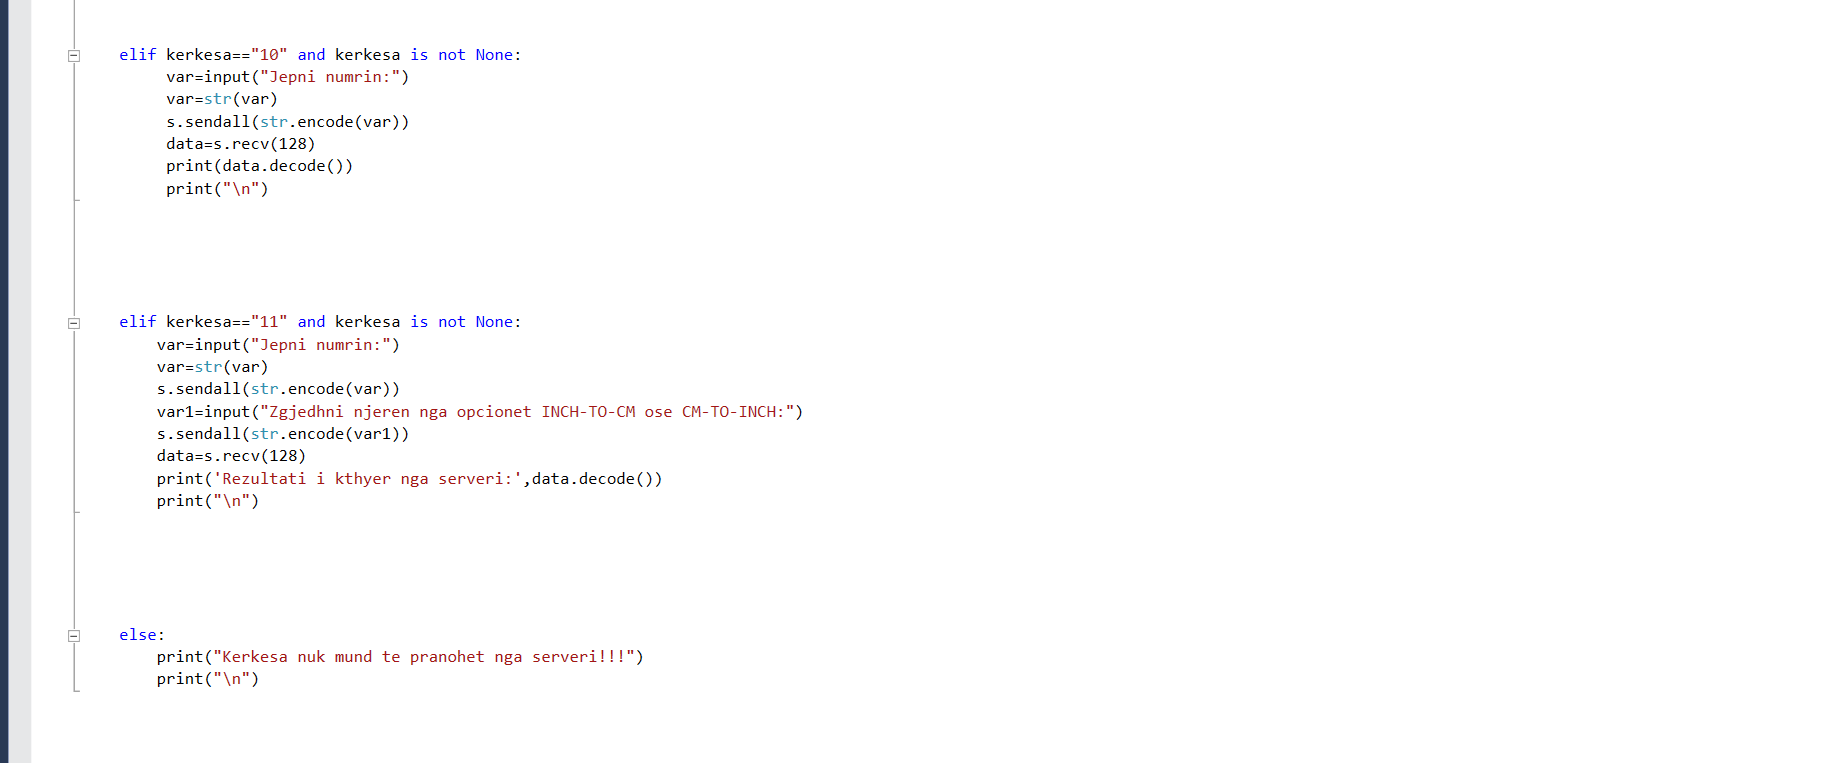 elif kerkesa=="10" and kerkesa is not None:
var=input("Jepni numrin:")
var=str(var)
s.sendall(str.encode(var))
data=s.recv(128)
print(data.decode())
print("\n")
elif kerkesa=="11" and kerkesa is not None:
var=input("Jepni numrin:")
var=str(var)
s.sendall(str.encode(var))
var1=input("Zgjedhni njeren nga opcionet INCH-TO-CM ose CM-TO-INCH:")
s.sendall(str.encode(var1))
data=s.recv(128)
print('Rezultati i kthyer nga serveri:',data.decode())
print("\n")
else:
print("Kerkesa nuk mund te pranohet nga serveri!!!")
print("\n")